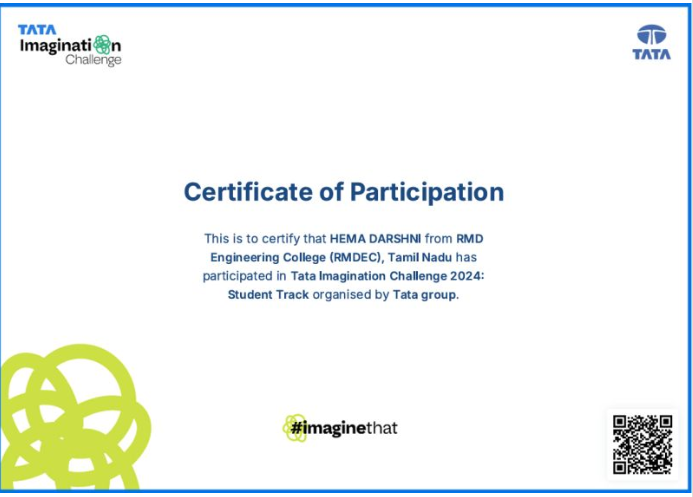 TATA
Imagination
Challenge
TATA
Certificate of Participation
This is to certify that HEMA DARSHNI from RMD
Engineering College (RMDEC), Tamil Nadu has
participated in Tata Imagination Challenge 2024:
Student Track organised by Tata group.
#imaginethat